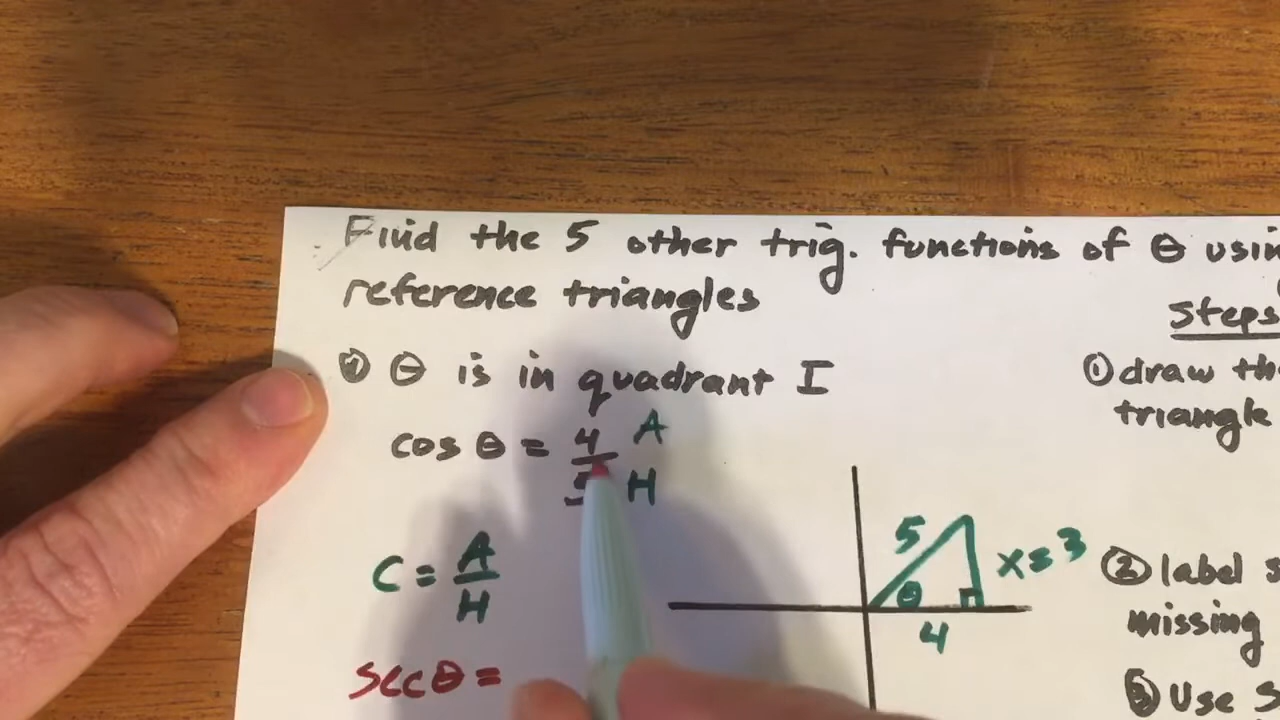 Find the 5 other trig. functions of θ usin
reference triangles
Steps
① θ is in quadrant I
① draw th
triangle
cos θ = 4/5 A/H
C = A/H
5
θ
4
x = 3
② label s
missing
sec θ =
③ Use s